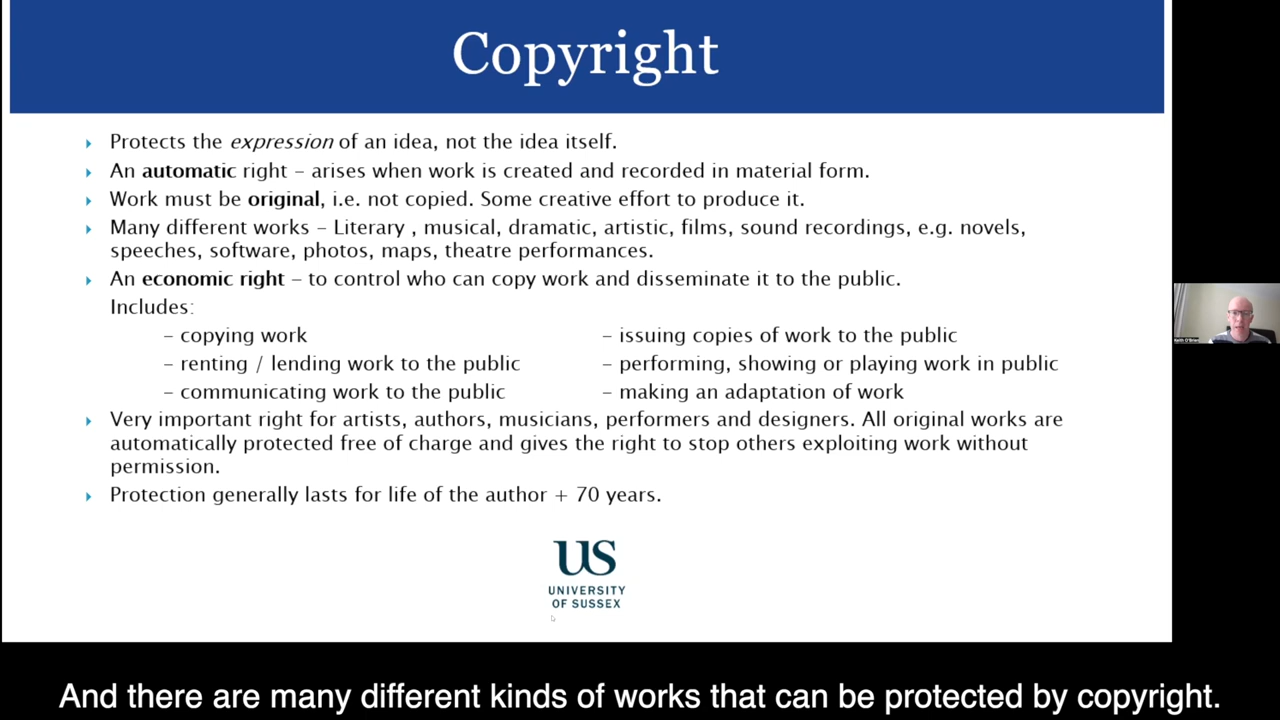 Copyright
Protects the expression of an idea, not the idea itself.
An automatic right – arises when work is created and recorded in material form.
Work must be original, i.e. not copied. Some creative effort to produce it.
Many different works – Literary , musical, dramatic, artistic, films, sound recordings, e.g. novels,
speeches, software, photos, maps, theatre performances.
An economic right – to control who can copy work and disseminate it to the public.
Includes:
– copying work
– issuing copies of work to the public
– renting / lending work to the public
– performing, showing or playing work in public
– communicating work to the public
– making an adaptation of work
Very important right for artists, authors, musicians, performers and designers. All original works are
automatically protected free of charge and gives the right to stop others exploiting work without
permission.
Protection generally lasts for life of the author + 70 years.
US
UNIVERSITY
OF SUSSEX
Keith O'Brien
And there are many different kinds of works that can be protected by copyright.